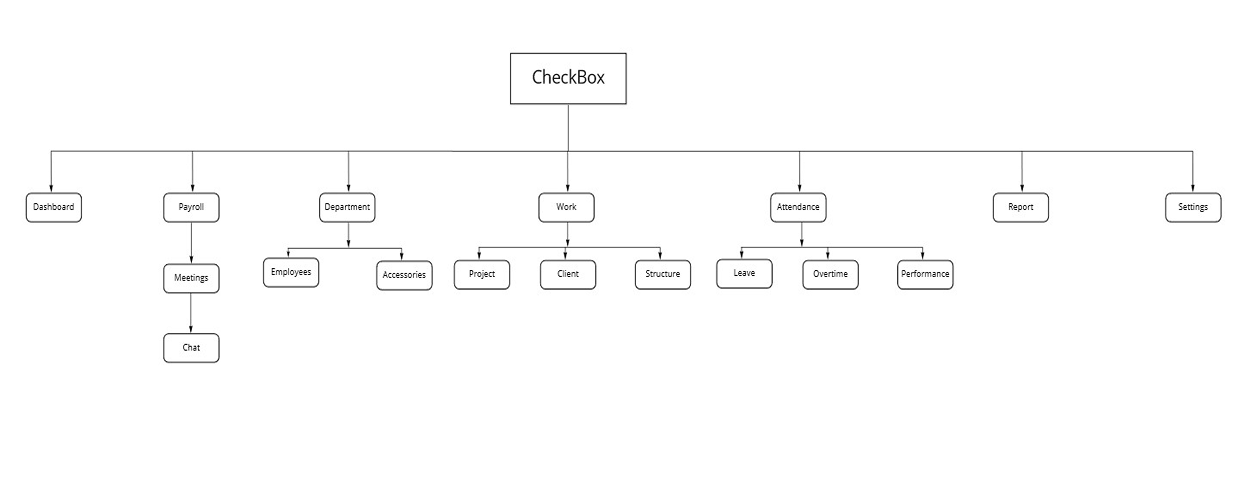 CheckBox
Dashboard
Payroll
Department
Work
Attendance
Report
Settings
Employees
Accessories
Project
Client
Structure
Leave
Overtime
Performance
Meetings
Chat